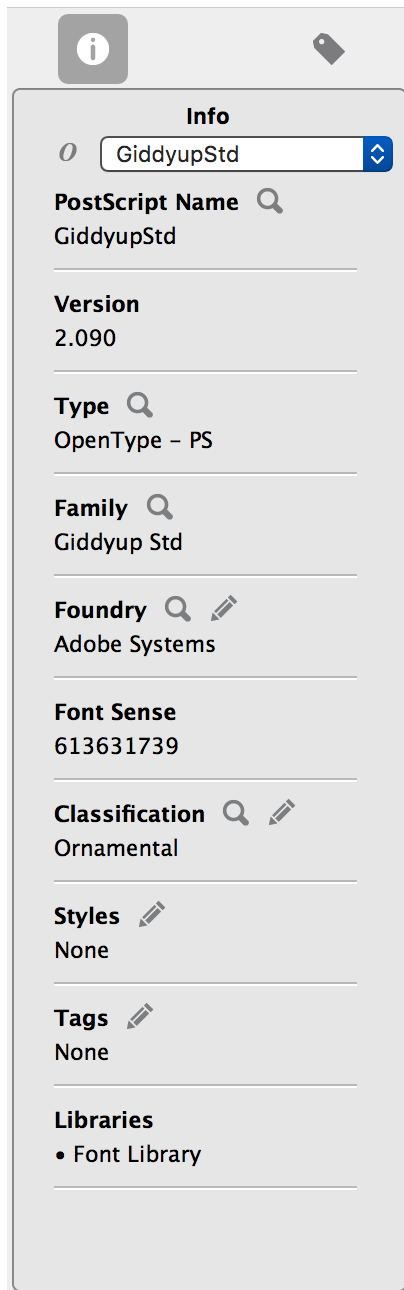 Info
O GiddyupStd
PostScript Name
GiddyupStd
Version
2.090
Type
OpenType – PS
Family
Giddyup Std
Foundry
Adobe Systems
Font Sense
613631739
Classification
Ornamental
Styles
None
Tags
None
Libraries
• Font Library